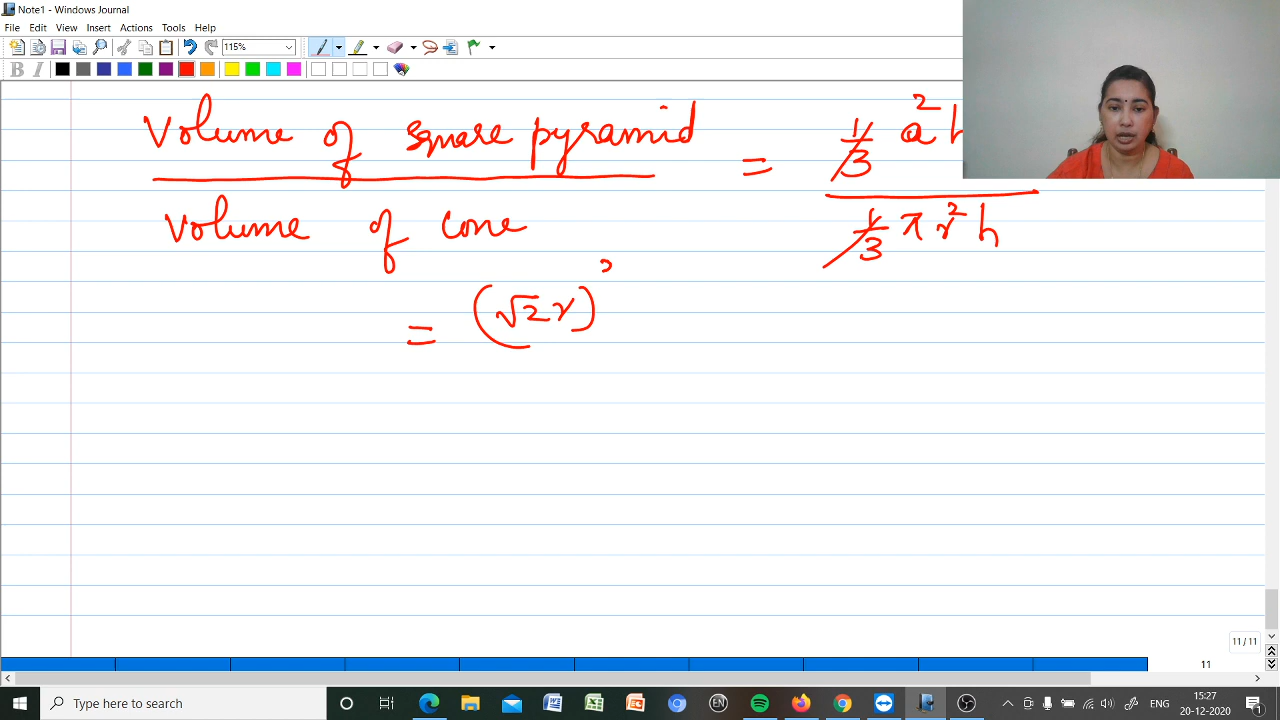 Note1 - Windows Journal
File Edit View Insert Actions Tools Help
115%
B I
Volume of square pyramid / Volume of cone = 1/3 a² h / 1/3 π r² h
= (√2 r)
11 / 11
11
Type here to search
EN
ENG
15:27
20-12-2020